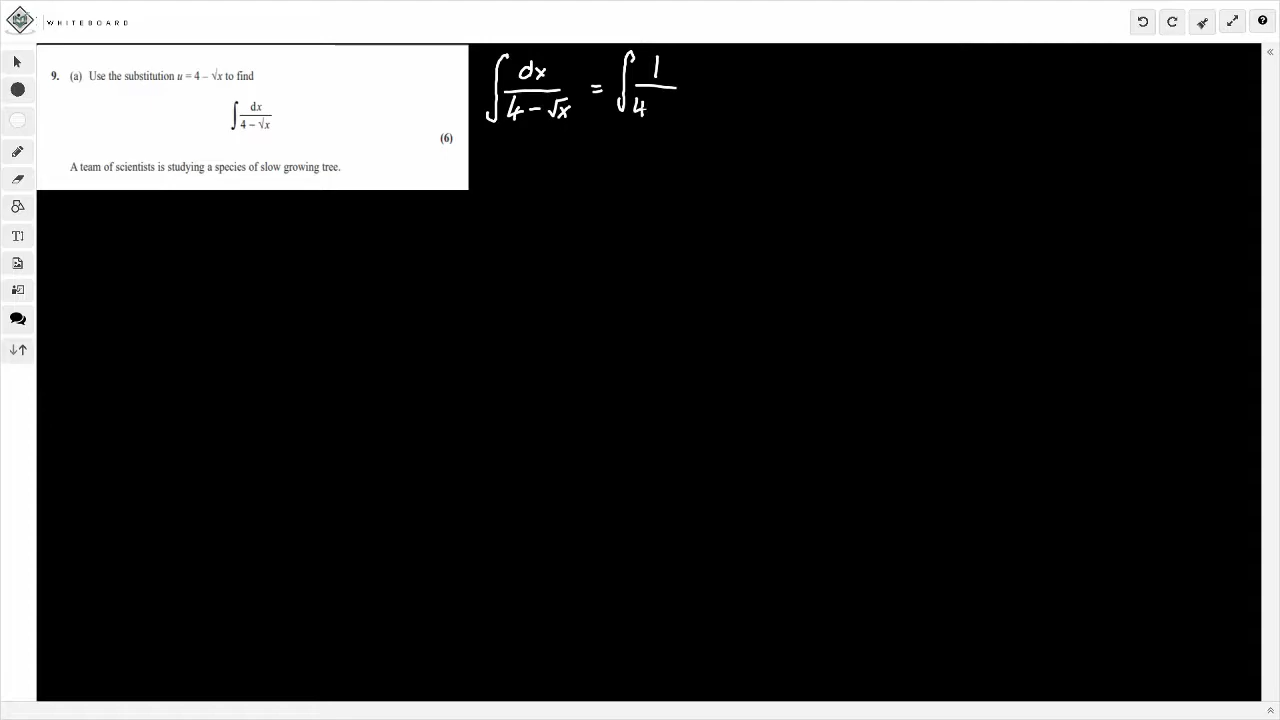 WHITEBOARD
9. (a) Use the substitution u = 4 – √x to find
∫ dx / (4 – √x)
(6)
A team of scientists is studying a species of slow growing tree.
∫ dx / (4 – √x) = ∫ 1 / 4